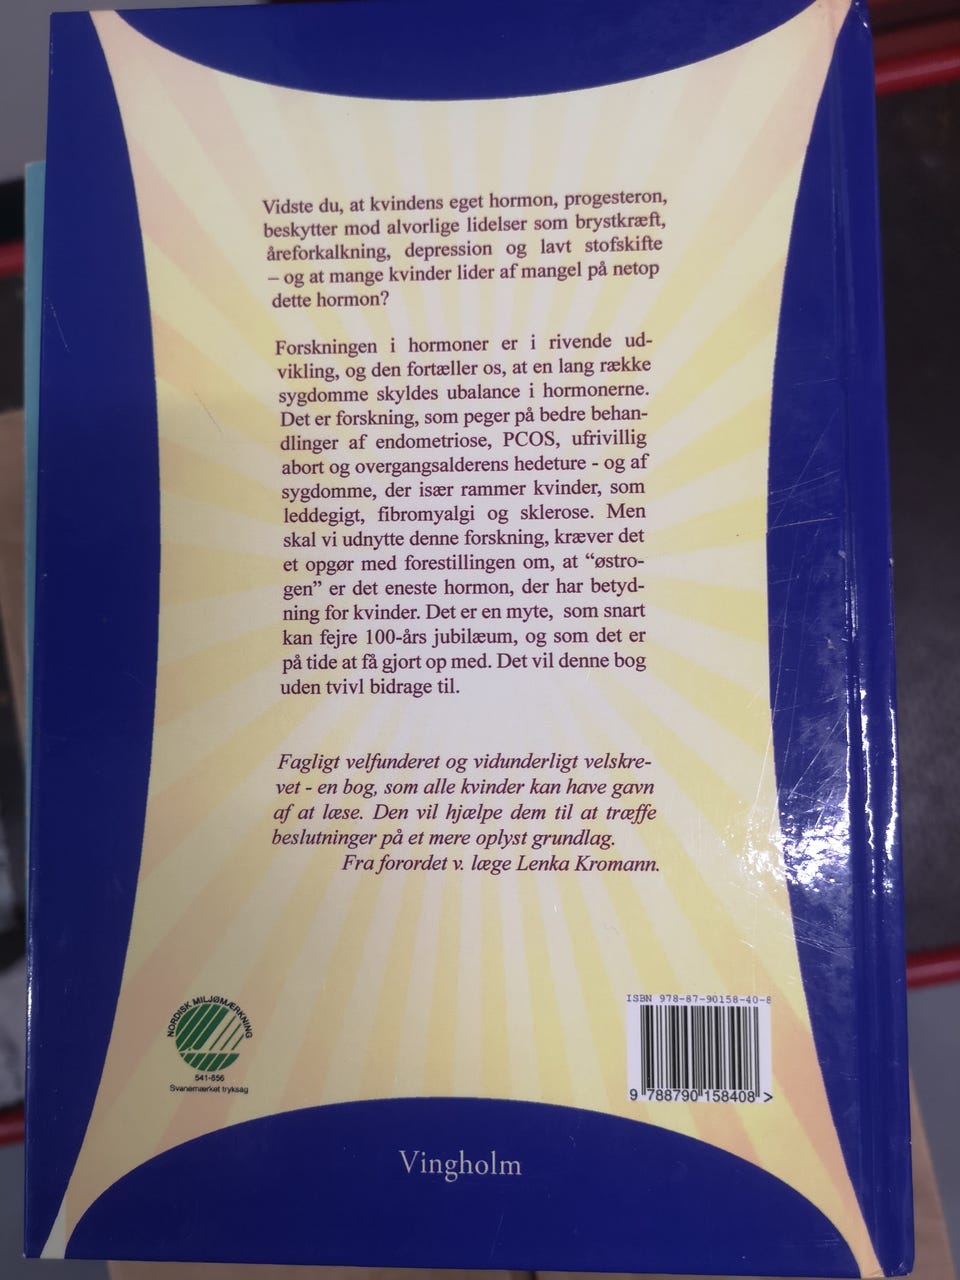 Vidste du, at kvindens eget hormon, progesteron,
beskytter mod alvorlige lidelser som brystkræft,
åreforkalkning, depression og lavt stofskifte
– og at mange kvinder lider af mangel på netop
dette hormon?
Forskningen i hormoner er i rivende ud-
vikling, og den fortæller os, at en lang række
sygdomme skyldes ubalance i hormonerne.
Det er forskning, som peger på bedre behan-
dlinger af endometriose, PCOS, ufrivillig
abort og overgangsalderens hedeture - og af
sygdomme, der især rammer kvinder, som
leddegigt, fibromyalgi og sklerose. Men
skal vi udnytte denne forskning, kræver det
et opgør med forestillingen om, at “østro-
gen” er det eneste hormon, der har betyd-
ning for kvinder. Det er en myte, som snart
kan fejre 100-års jubilæum, og som det er
på tide at få gjort op med. Det vil denne bog
uden tvivl bidrage til.
Fagligt velfunderet og vidunderligt velskre-
vet - en bog, som alle kvinder kan have gavn
af at læse. Den vil hjælpe dem til at træffe
beslutninger på et mere oplyst grundlag.
Fra forordet v. læge Lenka Kromann.
NORDISK MILJØMÆRKNING
541-856
Svanemærket tryksag
ISBN 978-87-90158-40-8
9 788790 158408 >
Vingholm